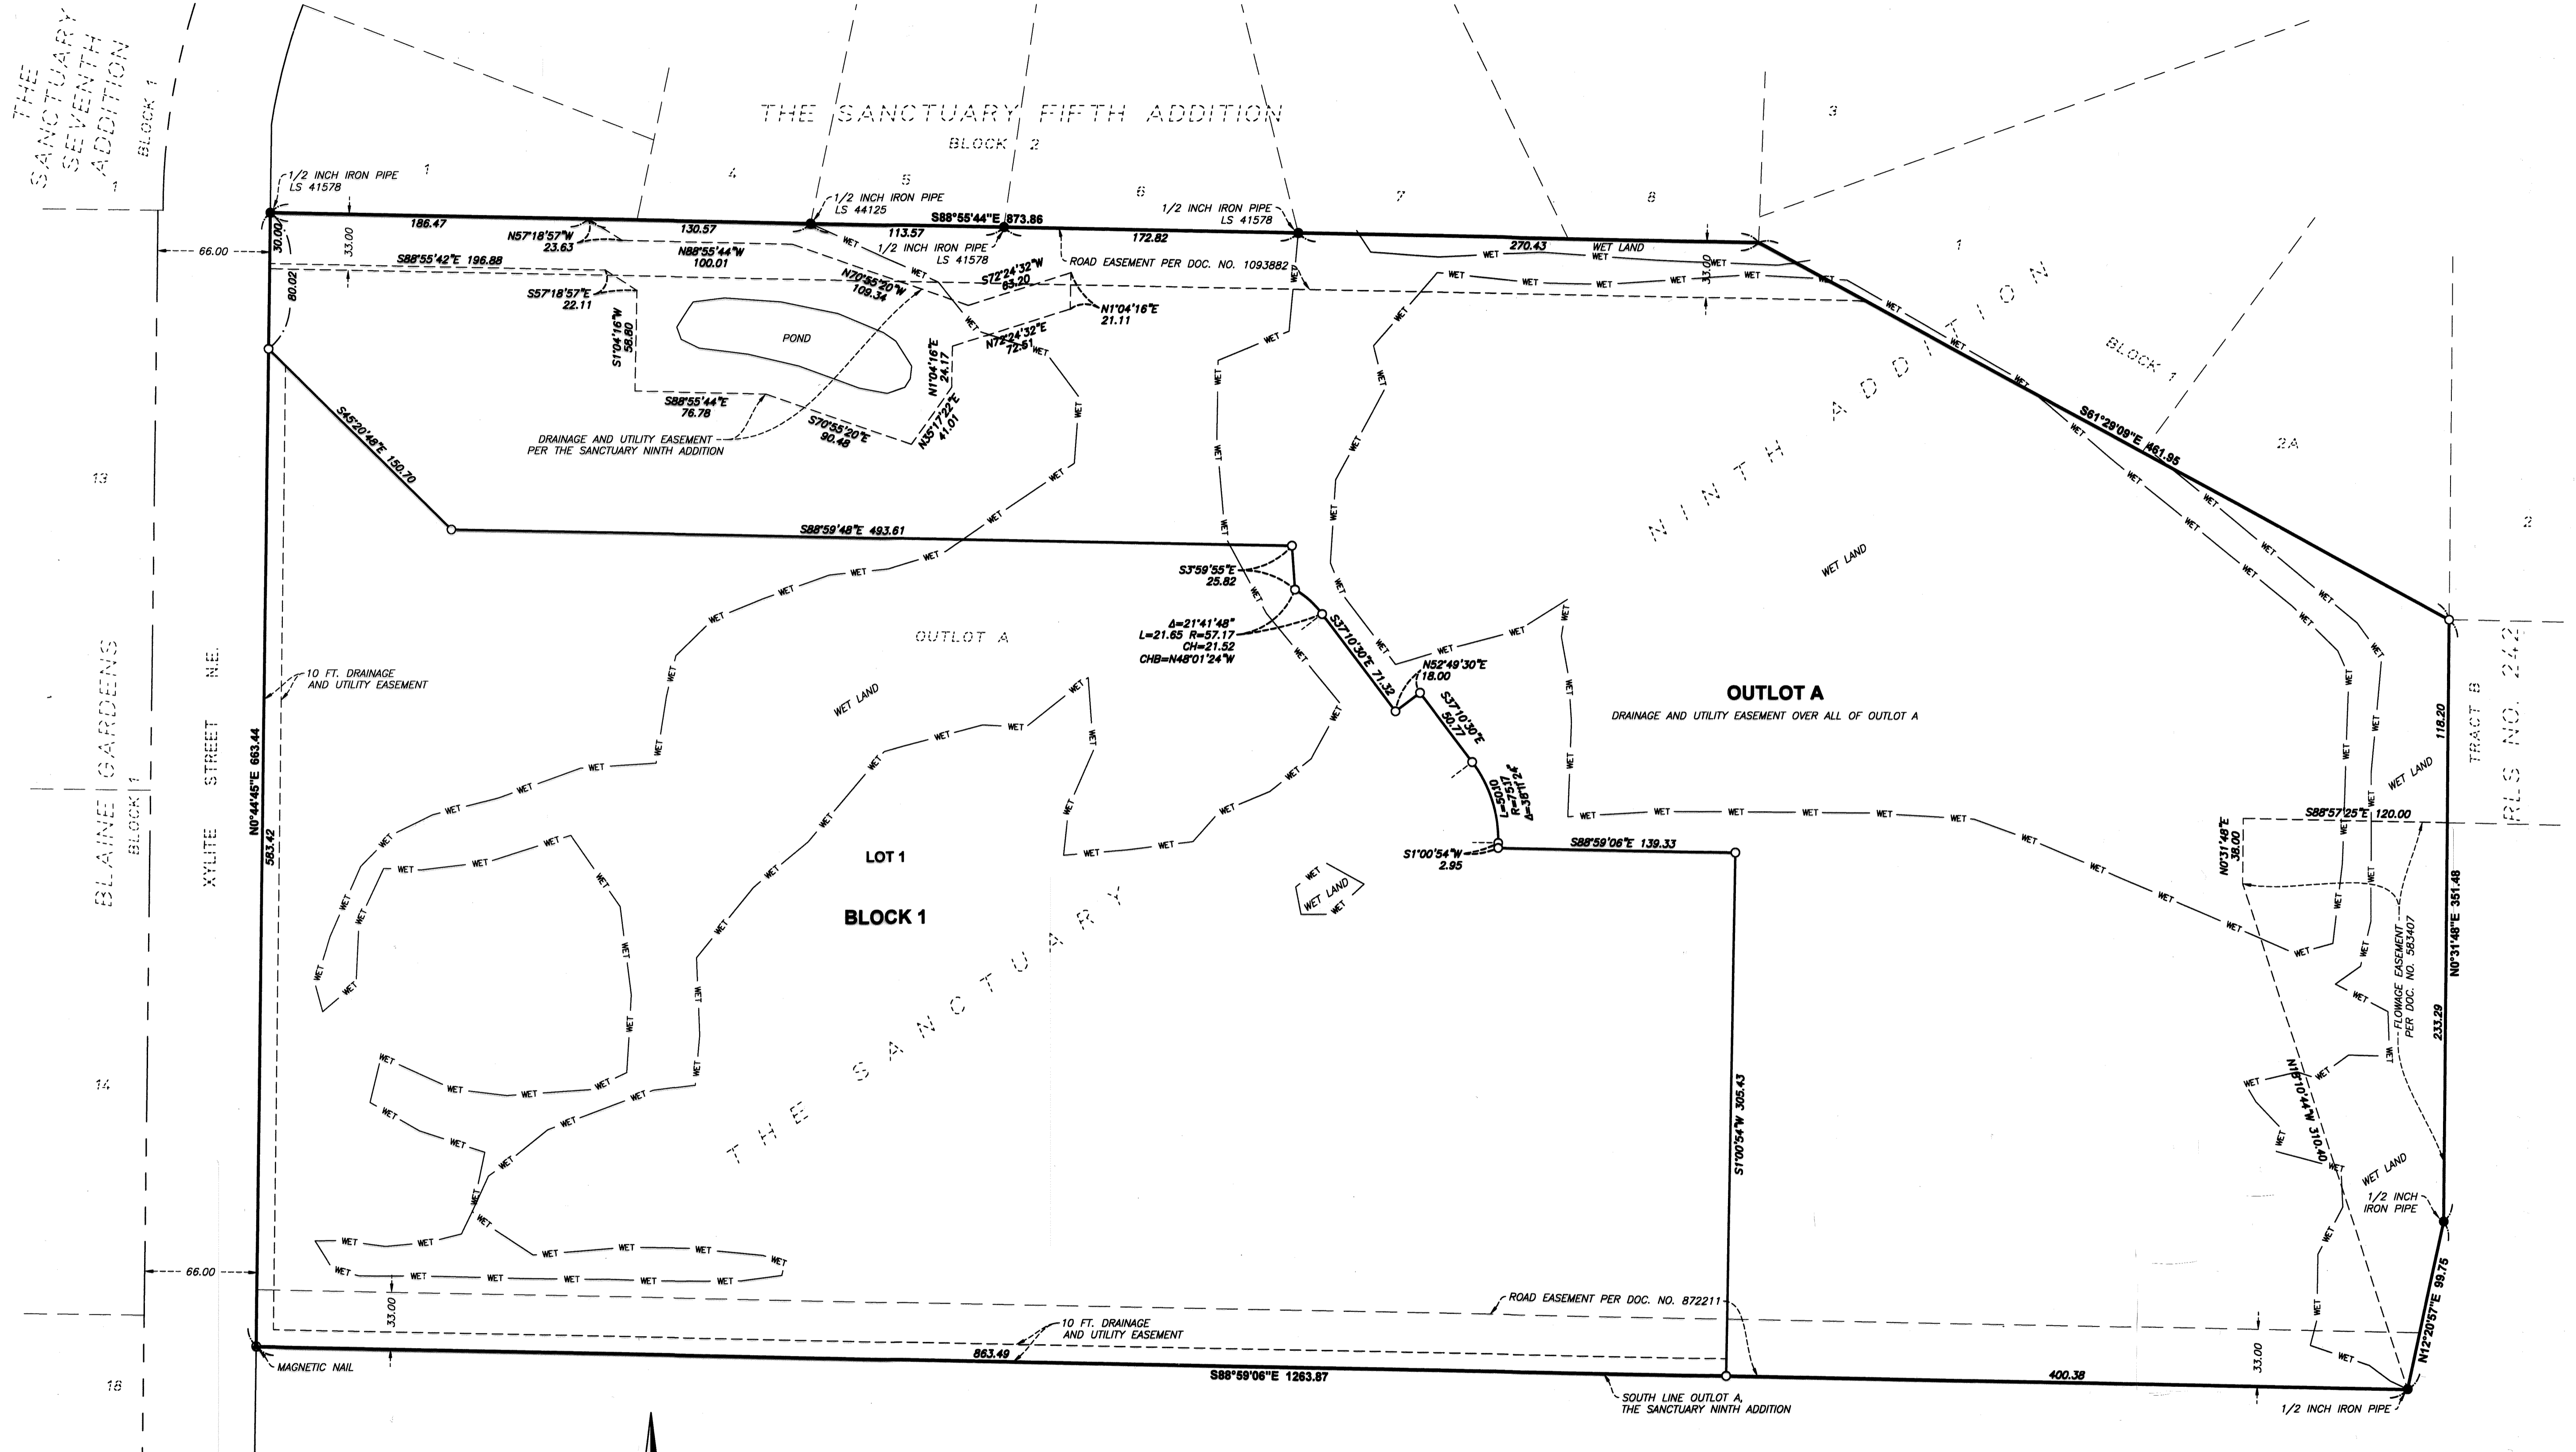 THE
SANCTUARY
SEVENTH
ADDITION
BLOCK 1
1
THE SANCTUARY FIFTH ADDITION
BLOCK 2
1
4
5
6
7
8
3
1/2 INCH IRON PIPE
LS 41578
1/2 INCH IRON PIPE
LS 44125
1/2 INCH IRON PIPE
LS 41578
1/2 INCH IRON PIPE
LS 41578
S88°55'44"E 873.86
186.47
130.57
113.57
172.82
270.43
WET LAND
66.00
30.00
33.00
80.02
N57°18'57"W
23.63
N88°55'44"W
100.01
S88°55'42"E 196.88
S57°18'57"E
22.11
N70°55'20"W
109.34
S72°24'32"W
83.20
ROAD EASEMENT PER DOC. NO. 1093882
33.00
N1°04'16"E
21.11
N72°24'32"E
72.51
N1°04'16"E
24.17
S1°04'16"W
58.80
POND
S88°55'44"E
76.78
S70°55'20"E
90.48
N35°17'22"E
41.01
DRAINAGE AND UTILITY EASEMENT
PER THE SANCTUARY NINTH ADDITION
S45°20'48"E 150.70
S88°59'48"E 493.61
S3°59'55"E
25.82
Δ=21°41'48"
L=21.65 R=57.17
CH=21.52
CHB=N48°01'24"W
S37°10'30"E 71.32
N52°49'30"E
18.00
S37°10'30"E
50.77
L=50.10
R=75.17
Δ=38°11'24"
S1°00'54"W
2.95
S88°59'06"E 139.33
S1°00'54"W 305.43
NINTH ADDITION
1
BLOCK 1
2A
2
S61°29'09"E 461.95
WET LAND
OUTLOT A
DRAINAGE AND UTILITY EASEMENT OVER ALL OF OUTLOT A
118.20
TRACT B
RLS NO. 242
WET LAND
S88°57'25"E 120.00
N0°31'48"E
38.00
FLOWAGE EASEMENT
PER DOC. NO. 583407
N0°31'48"E 351.48
233.29
N16°10'44"W 310.40
WET LAND
1/2 INCH
IRON PIPE
N12°20'57"E 99.75
13
BLAINE GARDENS
BLOCK 1
XYLITE STREET N.E.
14
18
N0°44'45"E 663.44
583.42
10 FT. DRAINAGE
AND UTILITY EASEMENT
OUTLOT A
WET LAND
LOT 1
BLOCK 1
WET LAND
THE SANCTUARY
66.00
33.00
MAGNETIC NAIL
10 FT. DRAINAGE
AND UTILITY EASEMENT
863.49
S88°59'06"E 1263.87
ROAD EASEMENT PER DOC. NO. 872211
SOUTH LINE OUTLOT A,
THE SANCTUARY NINTH ADDITION
400.38
33.00
1/2 INCH IRON PIPE
WET